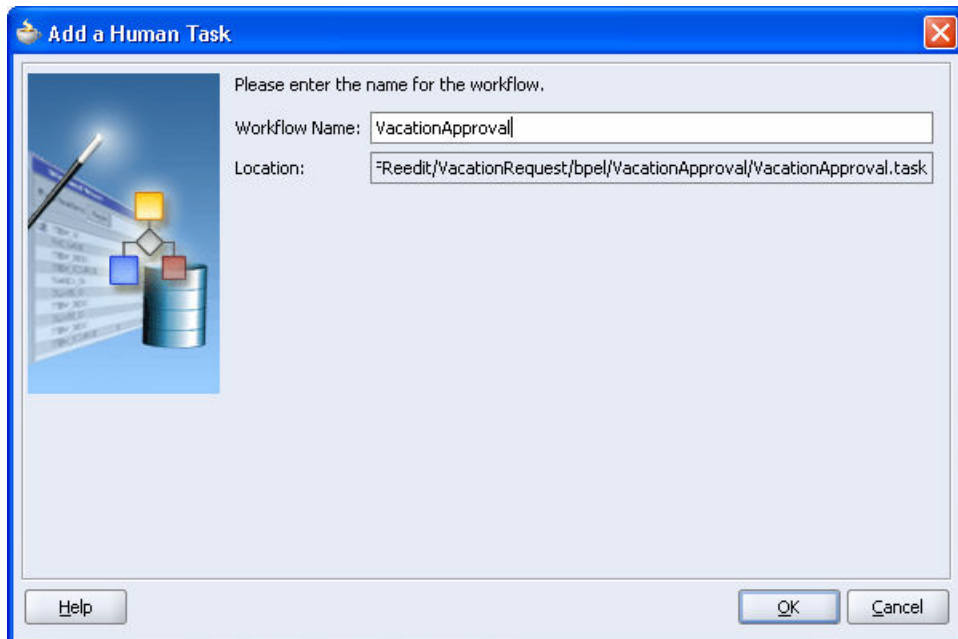 Add a Human Task
Please enter the name for the workflow.
Workflow Name: VacationApproval
Location: Reedit/VacationRequest/bpel/VacationApproval/VacationApproval.task
Help OK Cancel